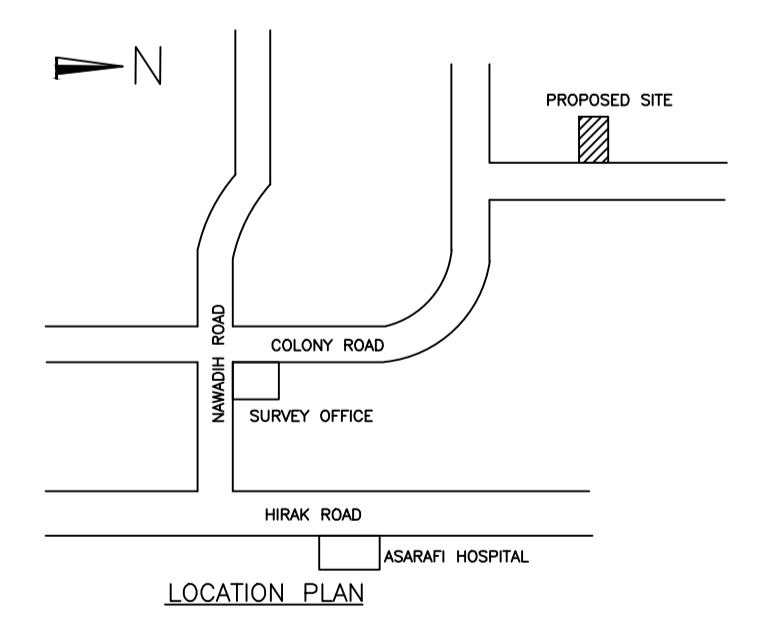 N
PROPOSED SITE
NAWADIH ROAD
COLONY ROAD
SURVEY OFFICE
HIRAK ROAD
ASARAFI HOSPITAL
LOCATION PLAN